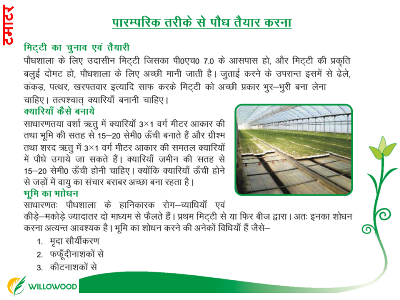 टमाटर
पारम्परिक तरीके से पौध तैयार करना
मिट्टी का चुनाव एवं तैयारी
पौधशाला के लिए उदासीन मिट्टी जिसका पी0एच0 7.0 के आसपास हो, और मिट्टी की प्रकृति
बलुई दोमट हो, पौधशाला के लिए अच्छी मानी जाती है। जुताई करने के उपरान्त इसमें से ढेले,
कंकड़, पत्थर, खरपतवार इत्यादि साफ करके मिट्टी को अच्छी प्रकार भुर–भुरी बना लेना
चाहिए। तत्पश्चात् क्यारियाँ बनानी चाहिए।
क्यारियाँ कैसे बनाये
साधारणतया वर्शा ऋतु में क्यारियाँ 3×1 वर्ग मीटर आकार की
तथा भूमि की सतह से 15–20 सेमी0 ऊँची बनाते हैं और ग्रीश्म
तथा शरद ऋतु में 3×1 वर्ग मीटर आकार की समतल क्यारियों
में पौधे उगाये जा सकते हैं। क्यारियाँ जमीन की सतह से
15–20 सेमी0 ऊँची होनी चाहिए। क्योंकि क्यारियाँ ऊँची होने
से जड़ों में वायु का संचार बराबर अच्छा बना रहता है।
भूमि का भाोधन
साधारणतः पौधशाला के हानिकारक रोग–व्याधियाँ एवं
कीड़े–मकोड़े ज्यादातर दो माध्यम से फैलते हैं। प्रथम मिट्टी से या फिर बीज द्वारा। अतः इनका शोधन
करना अत्यन्त आवश्यक है। भूमि का शोधन करने की अनेकों विधियाँ हैं जैसे–
1. मृदा सौर्यीकरण
2. फफूँदीनाशकों से
3. कीटनाशकों से
WILLOWOOD